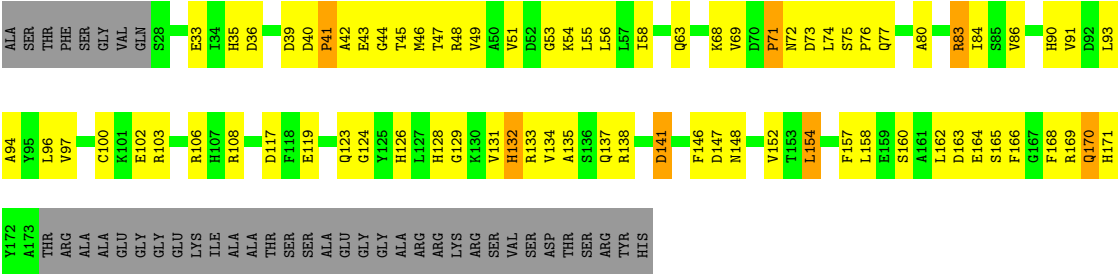 ALA SER THR PHE SER GLY VAL GLN S28 E33 I34 H35 D36 D39 D40 P41 A42 E43 G44 T45 M46 T47 R48 V49 A50 V51 D52 G53 K54 L55 L56 L57 I58 Q63 K68 V69 D70 P71 N72 D73 L74 S75 P76 Q77 A80 R83 I84 S85 V86 H90 V91 D92 L93
A94 Y95 L96 V97 C100 K101 E102 R103 R106 H107 R108 D117 F118 E119 Q123 G124 Y125 H126 L127 H128 G129 K130 V131 H132 R133 V134 A135 S136 Q137 R138 D141 F146 D147 N148 V152 T153 L154 F157 L158 E159 S160 A161 L162 D163 E164 S165 F166 G167 F168 R169 Q170 H171
Y172 A173 THR ARG ALA ALA GLU GLY GLY GLU LYS ILE ALA ALA THR SER SER ALA GLU GLY GLY ALA ARG ARG LYS ARG SER VAL SER ASP THR SER ARG TYR HIS